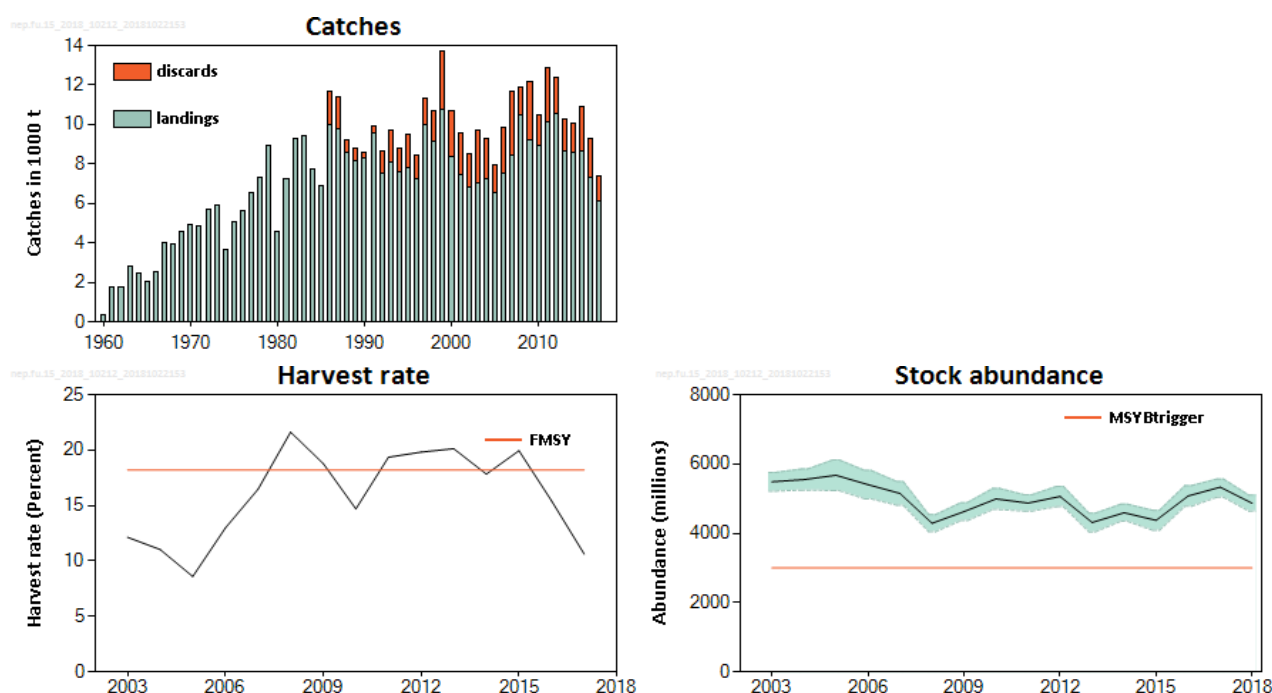 nep.fu.15_2018_10212_20181022153
Catches
14
12
10
8
6
4
2
0
Catches in 1000 t
discards
landings
1960 1970 1980 1990 2000 2010
nep.fu.15_2018_10212_20181022153
Harvest rate
25
20
15
10
5
0
Harvest rate (Percent)
FMSY
2003 2006 2009 2012 2015 2018
nep.fu.15_2018_10212_20181022153
Stock abundance
8000
6000
4000
2000
0
Abundance (millions)
MSYBtrigger
2003 2006 2009 2012 2015 2018